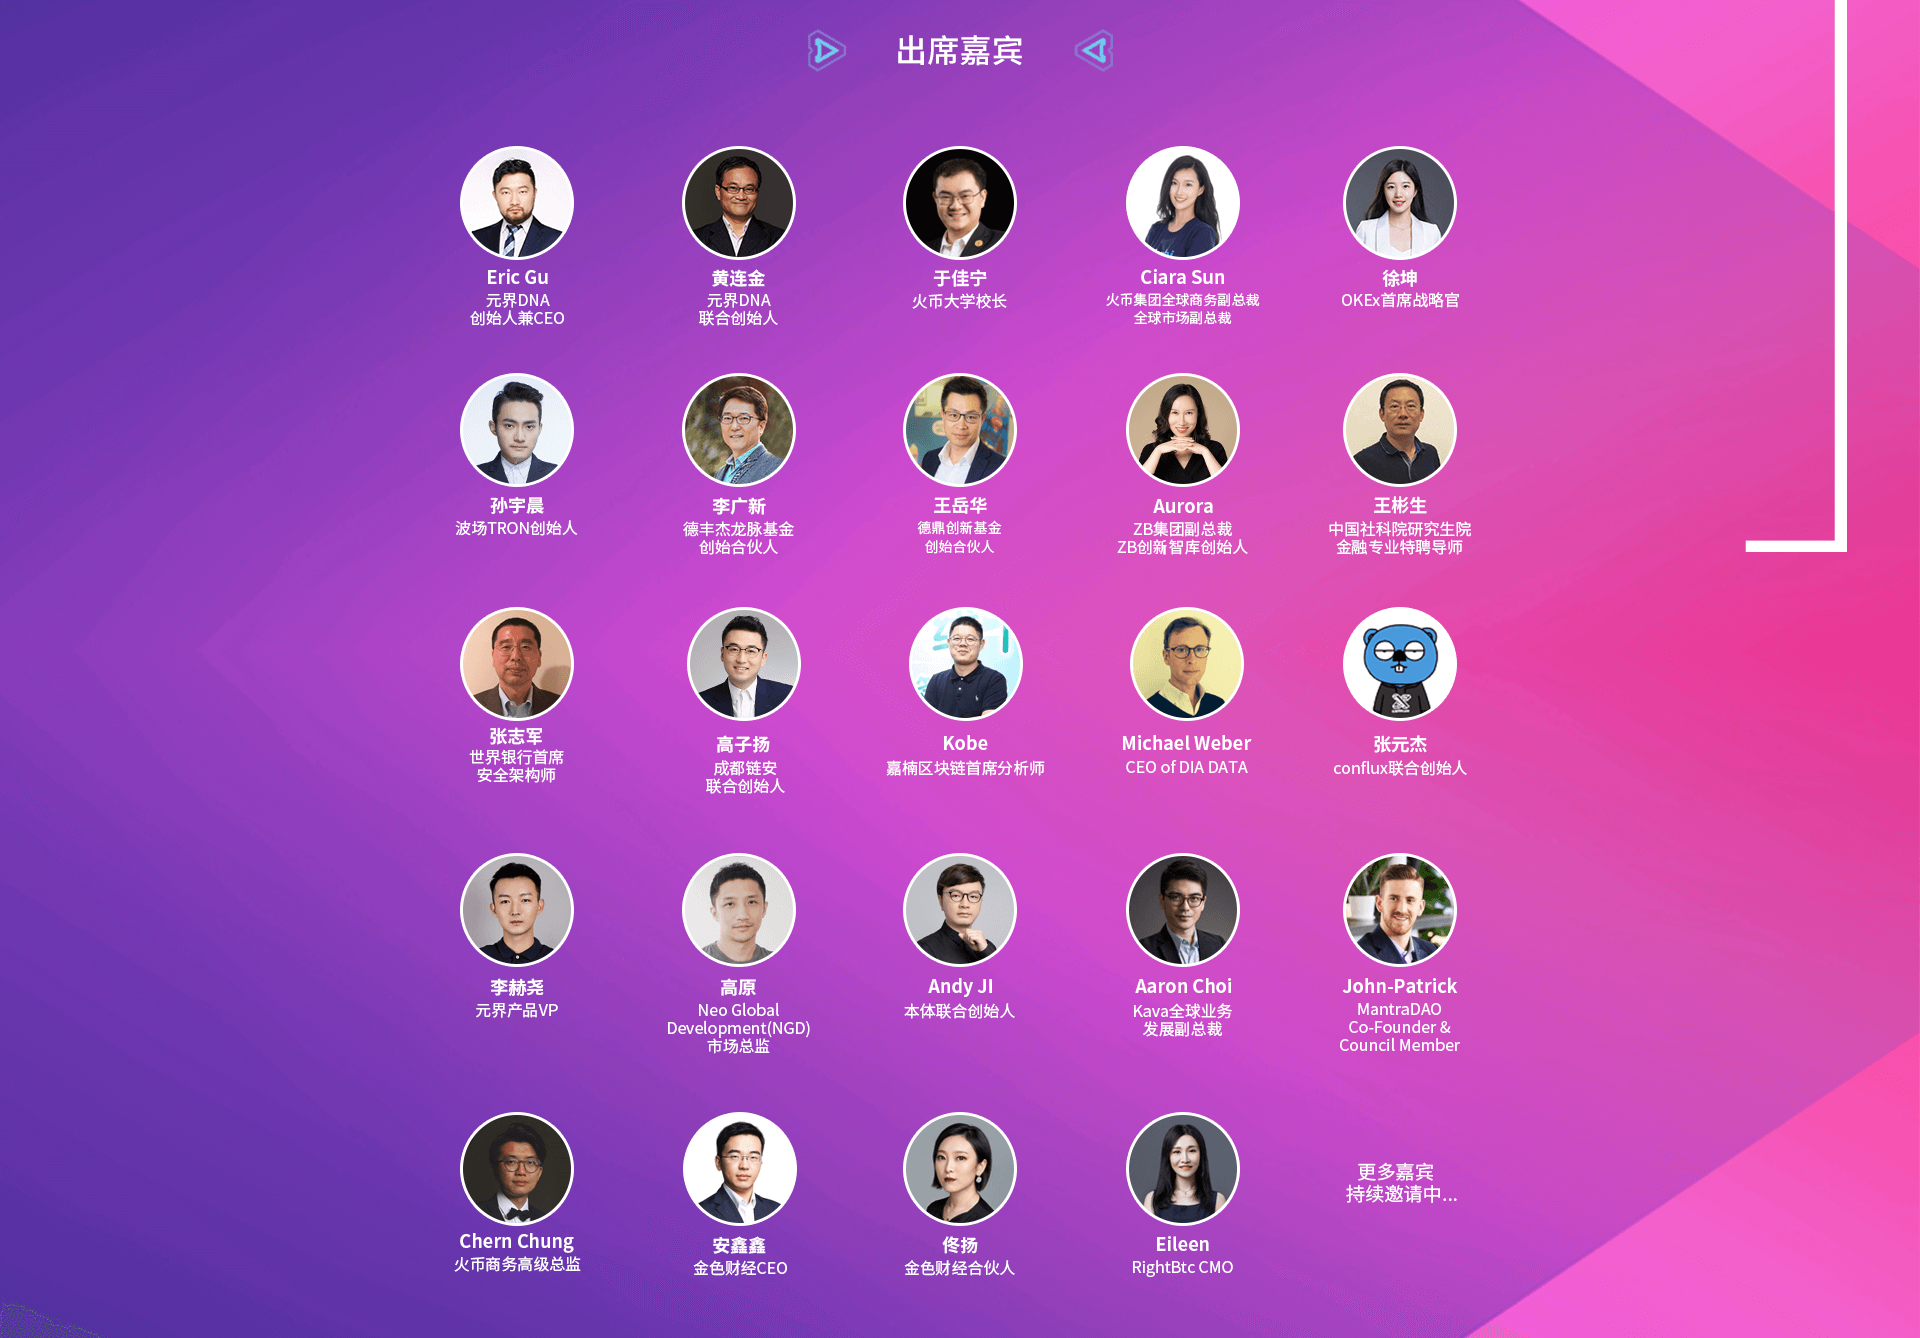 出席嘉宾
Eric Gu
元界DNA
创始人兼CEO
黄连金
元界DNA
联合创始人
于佳宁
火币大学校长
Ciara Sun
火币集团全球商务副总裁
全球市场副总裁
徐坤
OKEx首席战略官
孙宇晨
波场TRON创始人
李广新
德丰杰龙脉基金
创始合伙人
王岳华
德鼎创新基金
创始合伙人
Aurora
ZB集团副总裁
ZB创新智库创始人
王彬生
中国社科院研究生院
金融专业特聘导师
张志军
世界银行首席
安全架构师
高子扬
成都链安
联合创始人
Kobe
嘉楠区块链首席分析师
Michael Weber
CEO of DIA DATA
张元杰
conflux联合创始人
李赫尧
元界产品VP
高原
Neo Global
Development(NGD)
市场总监
Andy JI
本体联合创始人
Aaron Choi
Kava全球业务
发展副总裁
John-Patrick
MantraDAO
Co-Founder &
Council Member
Chern Chung
火币商务高级总监
安鑫鑫
金色财经CEO
佟扬
金色财经合伙人
Eileen
RightBtc CMO
更多嘉宾
持续邀请中...